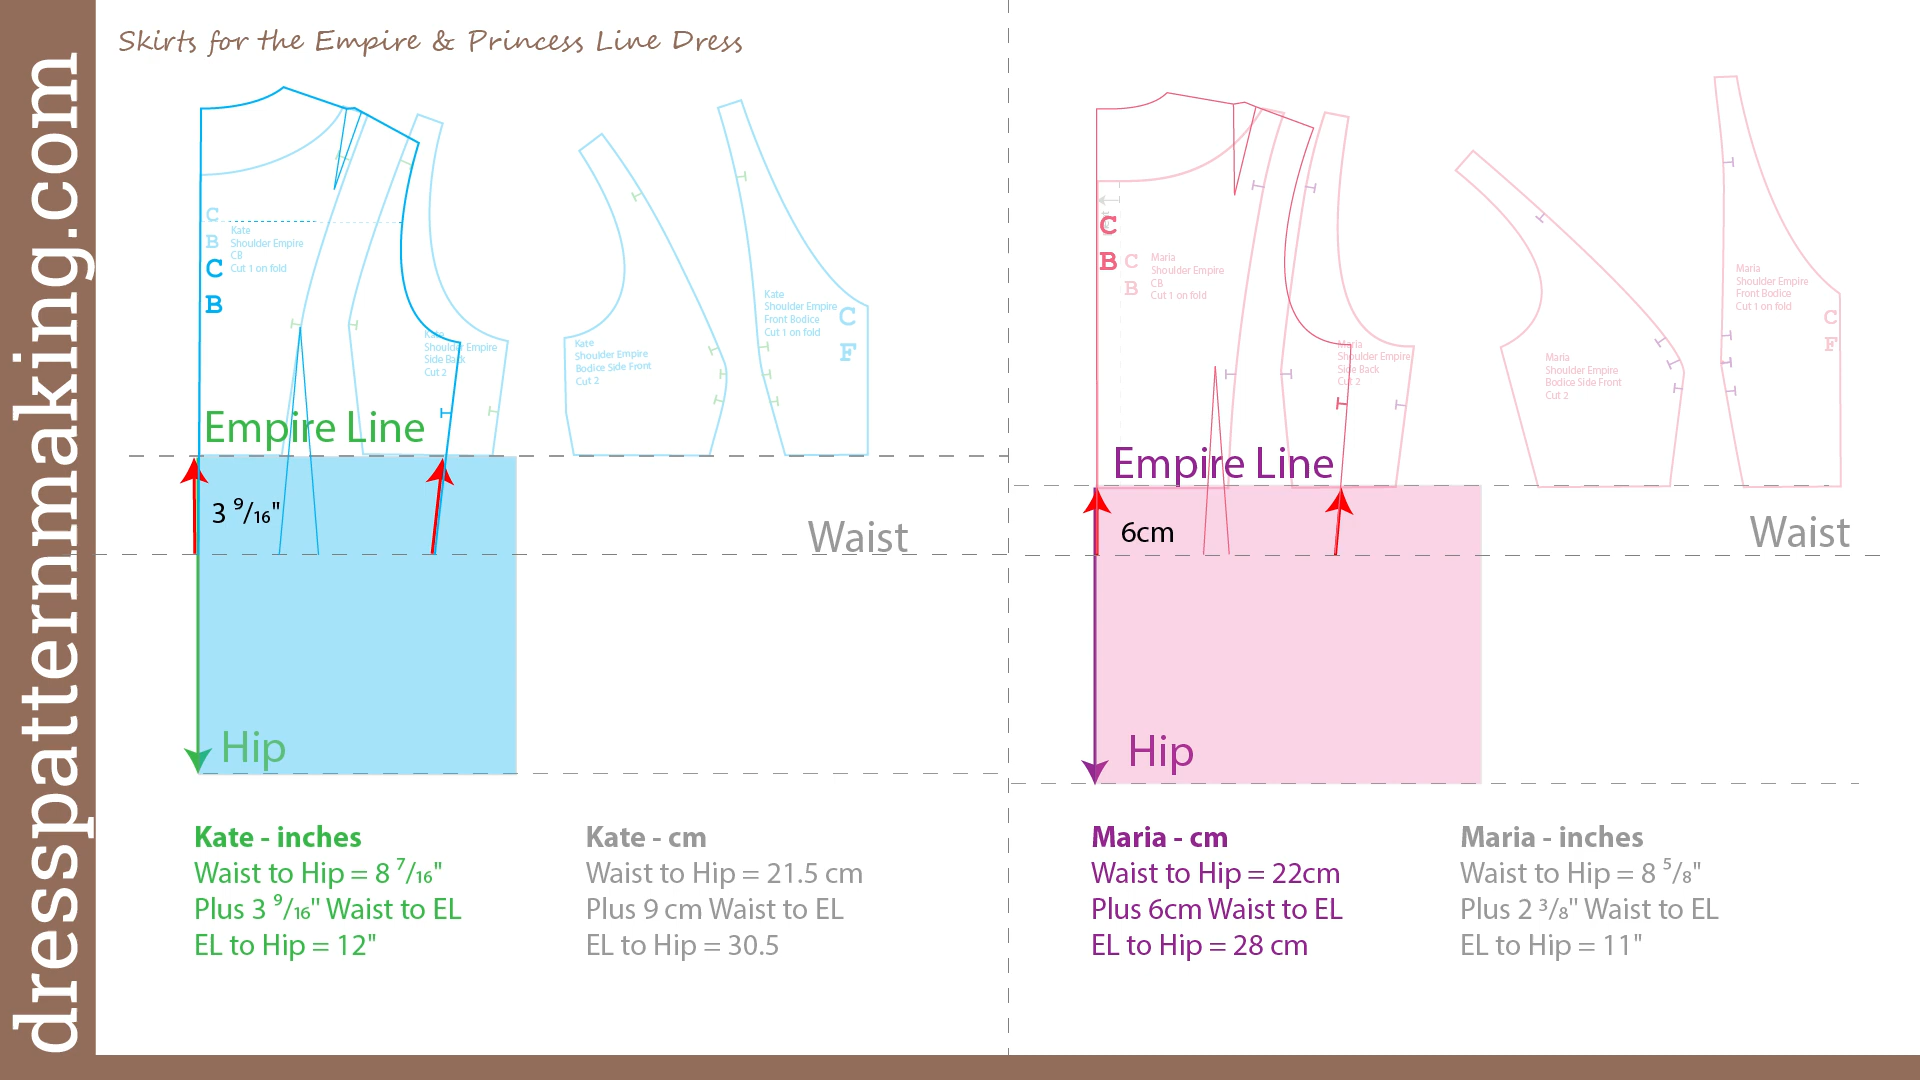 dresspatternmaking.com
Skirts for the Empire & Princess Line Dress
C
B
Kate
Shoulder Empire
CB
Cut 1 on fold
C
B
Kate
Shoulder Empire
Side Back
Cut 2
Kate
Shoulder Empire
Bodice Side Front
Cut 2
Kate
Shoulder Empire
Front Bodice
Cut 1 on fold
C
F
Empire Line
3 9/16"
Waist
Hip
Kate - inches
Waist to Hip = 8 7/16"
Plus 3 9/16" Waist to EL
EL to Hip = 12"
Kate - cm
Waist to Hip = 21.5 cm
Plus 9 cm Waist to EL
EL to Hip = 30.5
C
B
C
B
Maria
Shoulder Empire
CB
Cut 1 on fold
Maria
Shoulder Empire
Side Back
Cut 2
Maria
Shoulder Empire
Bodice Side Front
Cut 2
Maria
Shoulder Empire
Front Bodice
Cut 1 on fold
C
F
Empire Line
6cm
Waist
Hip
Maria - cm
Waist to Hip = 22cm
Plus 6cm Waist to EL
EL to Hip = 28 cm
Maria - inches
Waist to Hip = 8 5/8"
Plus 2 3/8" Waist to EL
EL to Hip = 11"